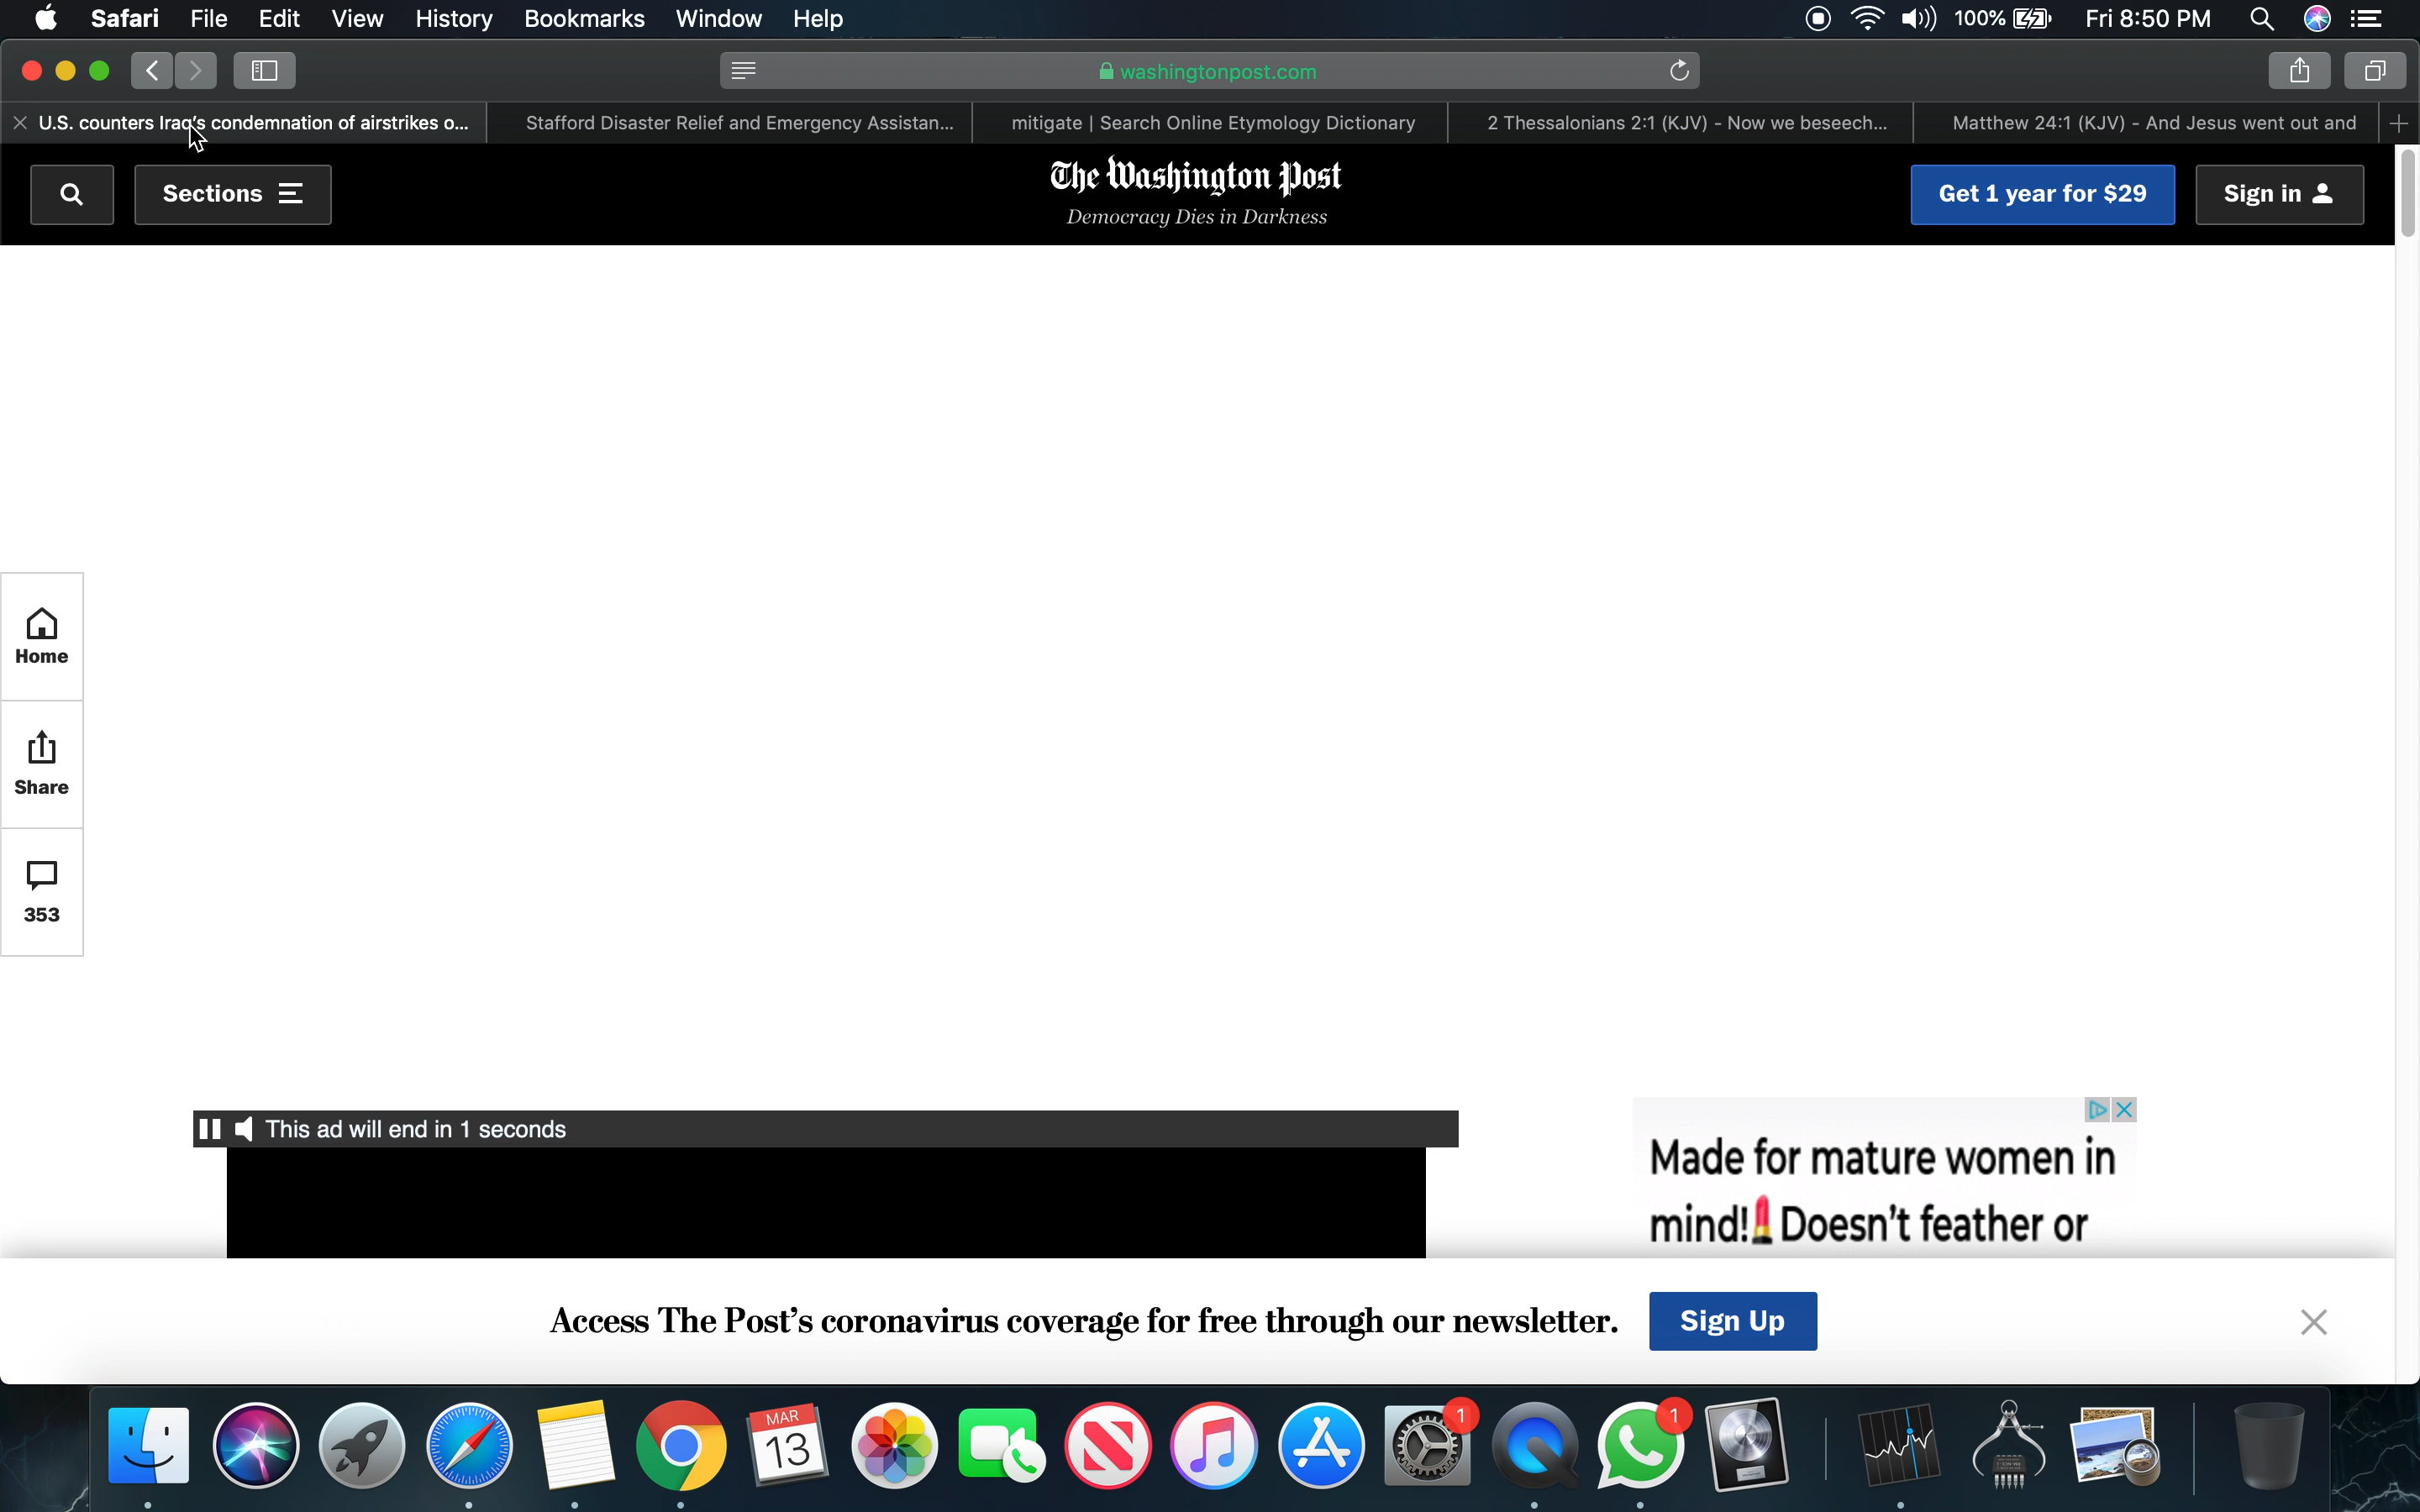 Safari File Edit View History Bookmarks Window Help 100% Fri 8:50 PM
washingtonpost.com
U.S. counters Iraq's condemnation of airstrikes o... Stafford Disaster Relief and Emergency Assistan... mitigate | Search Online Etymology Dictionary 2 Thessalonians 2:1 (KJV) - Now we beseech... Matthew 24:1 (KJV) - And Jesus went out and
Sections The Washington Post Get 1 year for $29 Sign in
Democracy Dies in Darkness
Home
Share
353
This ad will end in 1 seconds
Made for mature women in
mind!💄Doesn't feather or
Access The Post's coronavirus coverage for free through our newsletter. Sign Up
MAR
13
1
1